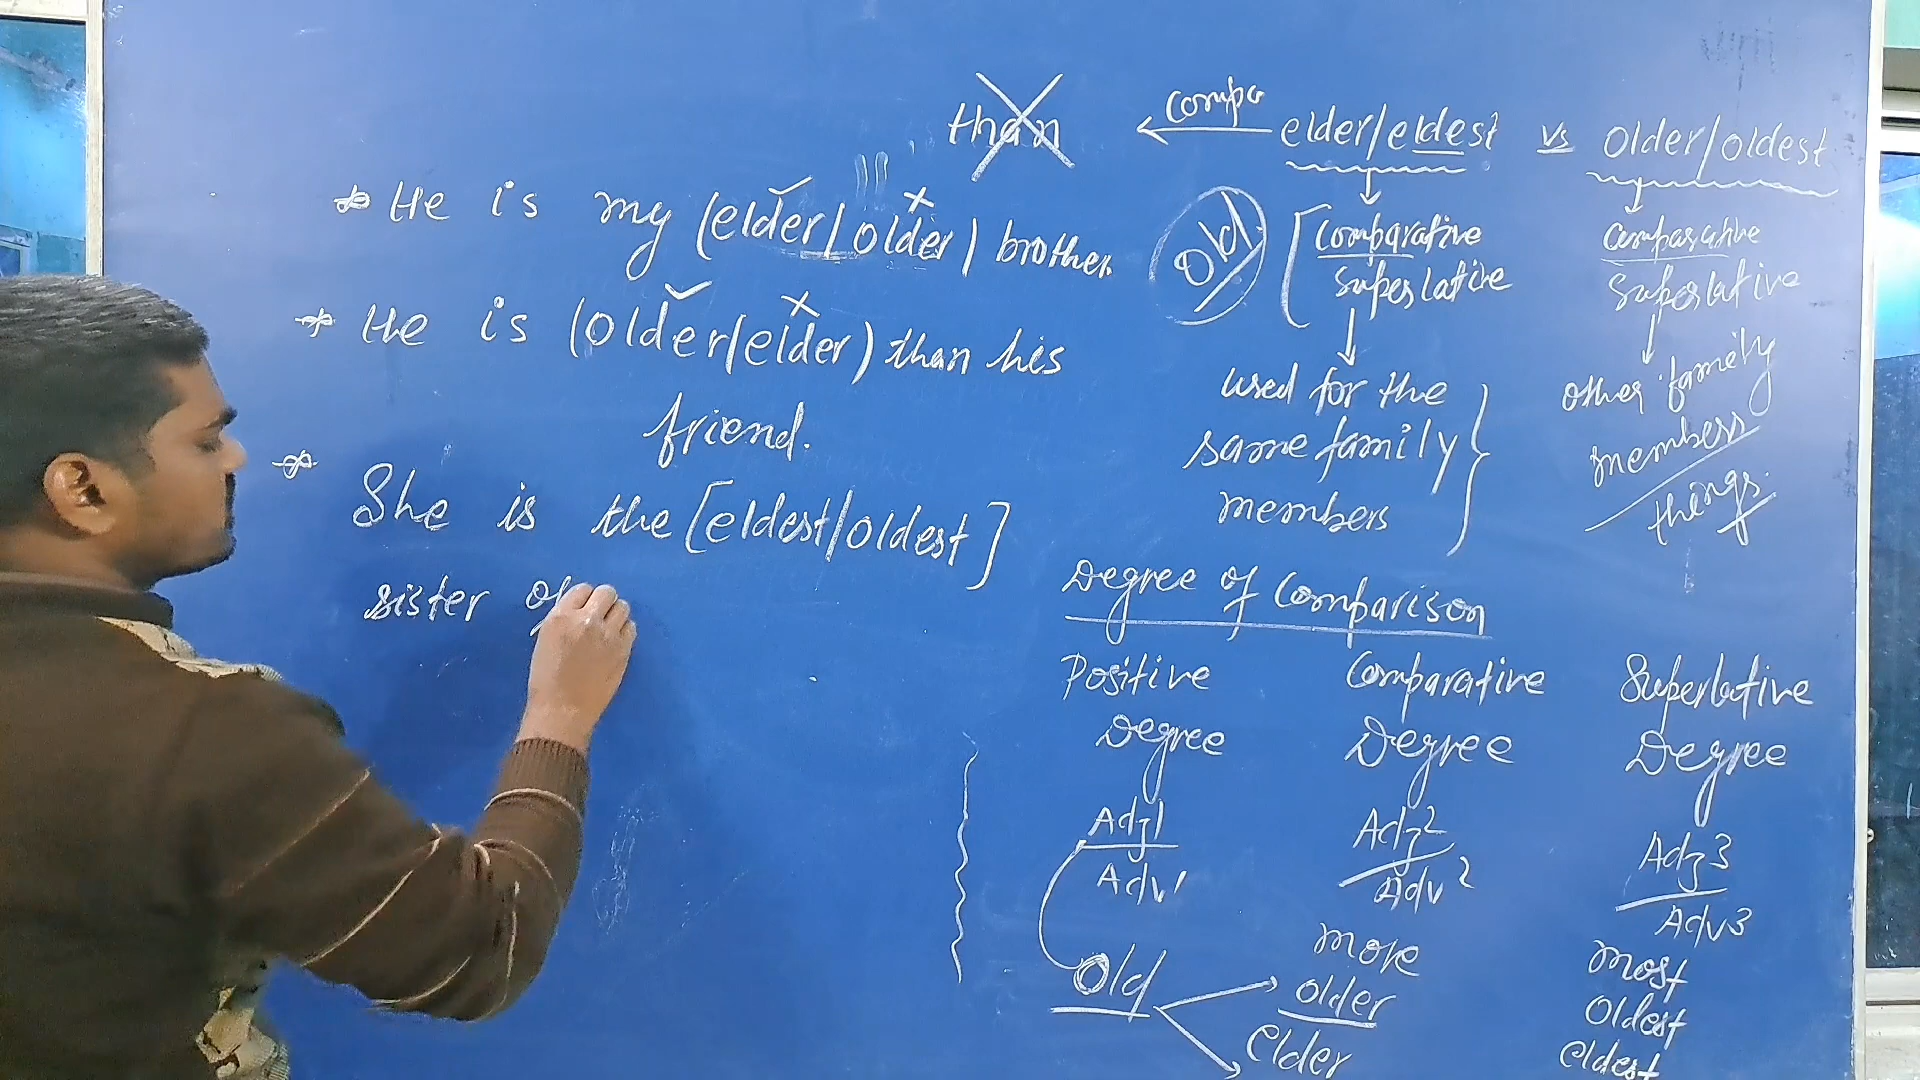 * He is my (elder/older) brother.
* He is (older/elder) than his
friend.
* She is the [eldest/oldest]
sister of
than ← compa elder/eldest vs older/oldest
Old [ Comparative
Superlative
used for the
same family
members
comparative
Superlative
other family
members
things.
Degree of Comparison
Positive
Degree
Adj1
Adv1
Old
Comparative
Degree
Adj2
Adv2
more
older
elder
Superlative
Degree
Adj3
Adv3
most
oldest
eldest